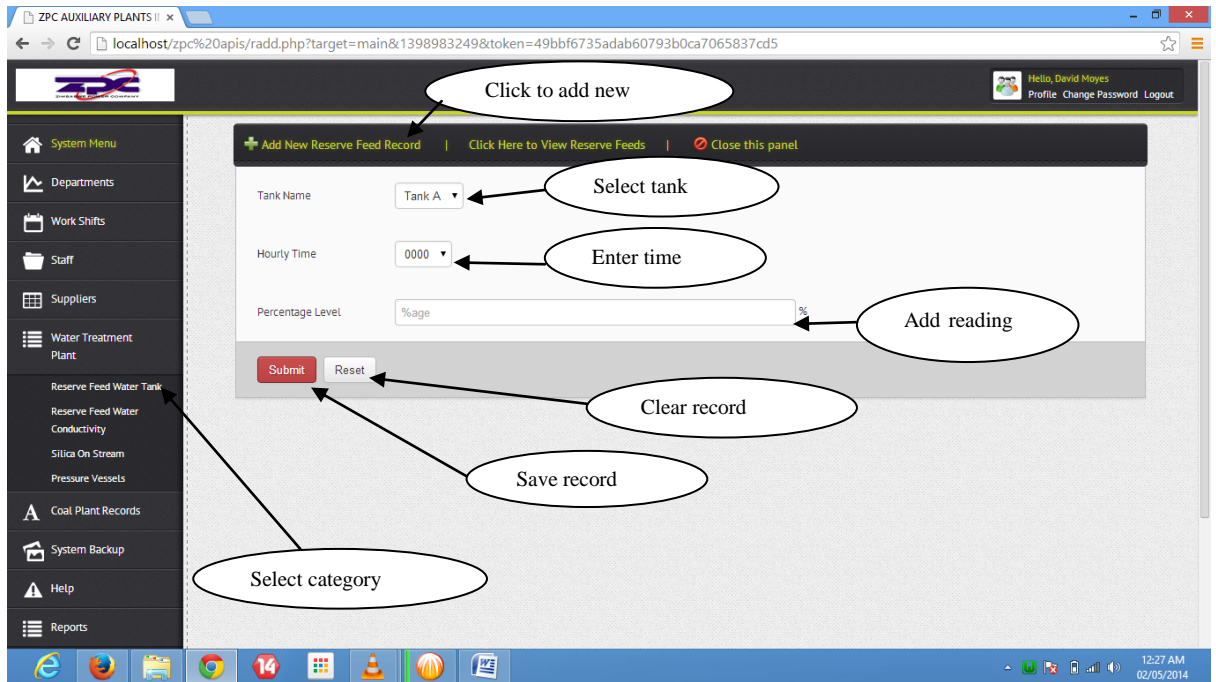 ZPC AUXILIARY PLANTS I
localhost/zpc%20apis/radd.php?target=main&1398983249&token=49bbf6735adab60793b0ca7065837cd5
ZPC
ZIMBABWE POWER COMPANY
Click to add new
Hello, David Moyes
Profile Change Password Logout
System Menu
Departments
Work Shifts
Staff
Suppliers
Water Treatment
Plant
Reserve Feed Water Tank
Reserve Feed Water
Conductivity
Silica On Stream
Pressure Vessels
Coal Plant Records
System Backup
Help
Reports
Add New Reserve Feed Record | Click Here to View Reserve Feeds | Close this panel
Tank Name
Tank A
Select tank
Hourly Time
0000
Enter time
Percentage Level
%age
%
Add reading
Submit
Reset
Clear record
Save record
Select category
14
12:27 AM
02/05/2014